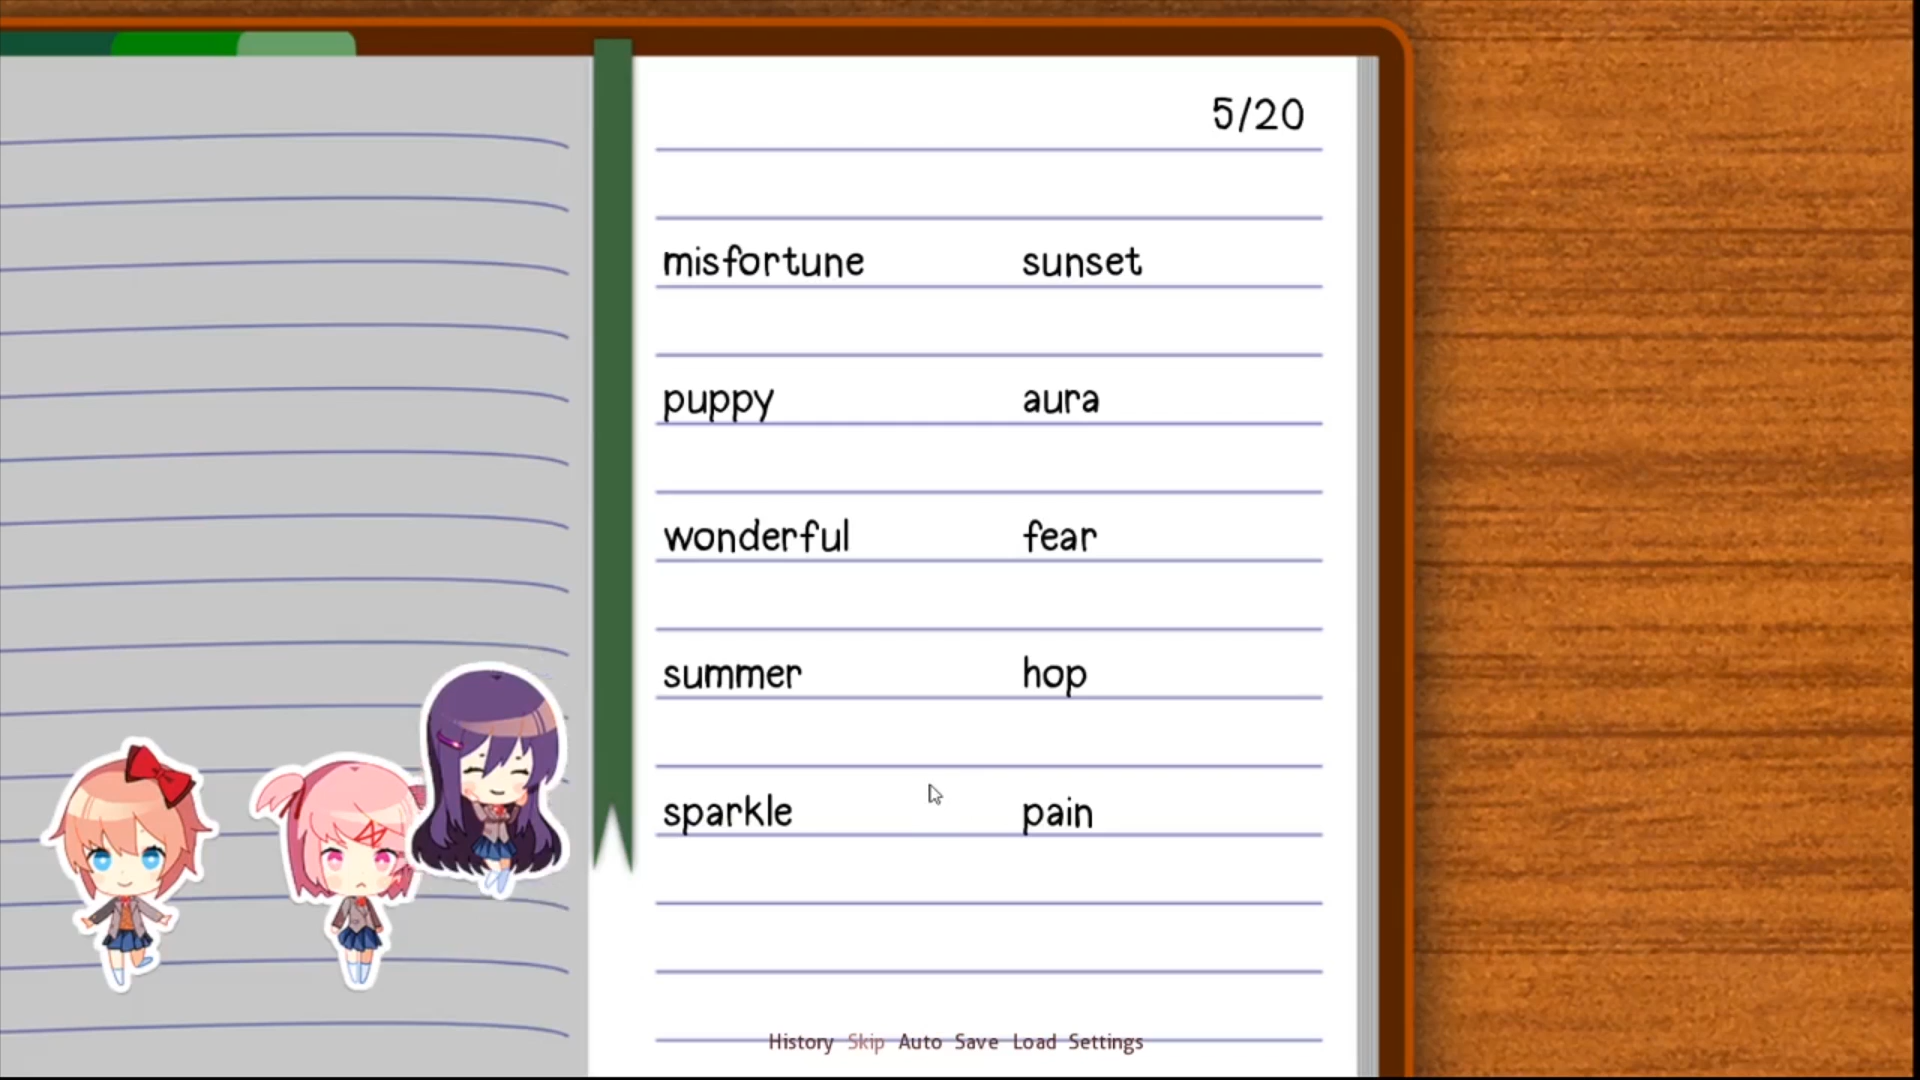 5/20
misfortune sunset
puppy aura
wonderful fear
summer hop
sparkle pain
History Skip Auto Save Load Settings